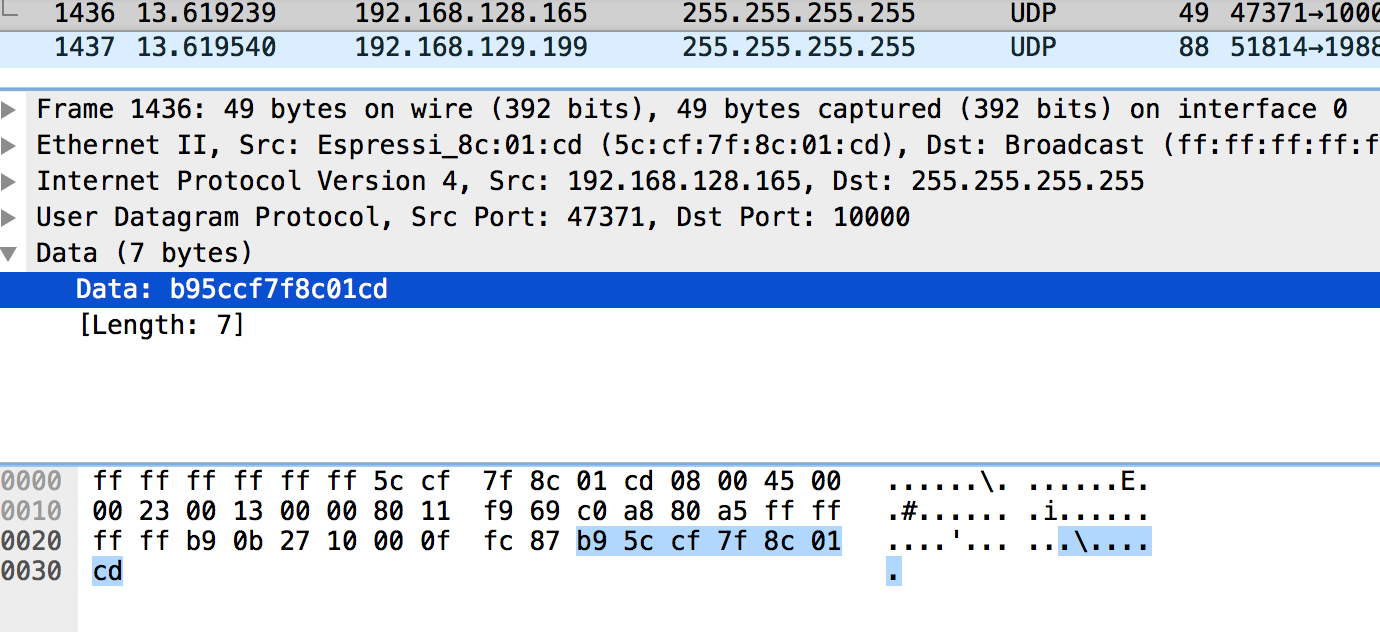 1436 13.619239 192.168.128.165 255.255.255.255 UDP 49 47371→1000
1437 13.619540 192.168.129.199 255.255.255.255 UDP 88 51814→1988
Frame 1436: 49 bytes on wire (392 bits), 49 bytes captured (392 bits) on interface 0
Ethernet II, Src: Espressi_8c:01:cd (5c:cf:7f:8c:01:cd), Dst: Broadcast (ff:ff:ff:ff:f
Internet Protocol Version 4, Src: 192.168.128.165, Dst: 255.255.255.255
User Datagram Protocol, Src Port: 47371, Dst Port: 10000
Data (7 bytes)
Data: b95ccf7f8c01cd
[Length: 7]
0000 ff ff ff ff ff ff 5c cf 7f 8c 01 cd 08 00 45 00 ......\. ......E.
0010 00 23 00 13 00 00 80 11 f9 69 c0 a8 80 a5 ff ff .#...... .i......
0020 ff ff b9 0b 27 10 00 0f fc 87 b9 5c cf 7f 8c 01 ....'... ...\....
0030 cd .